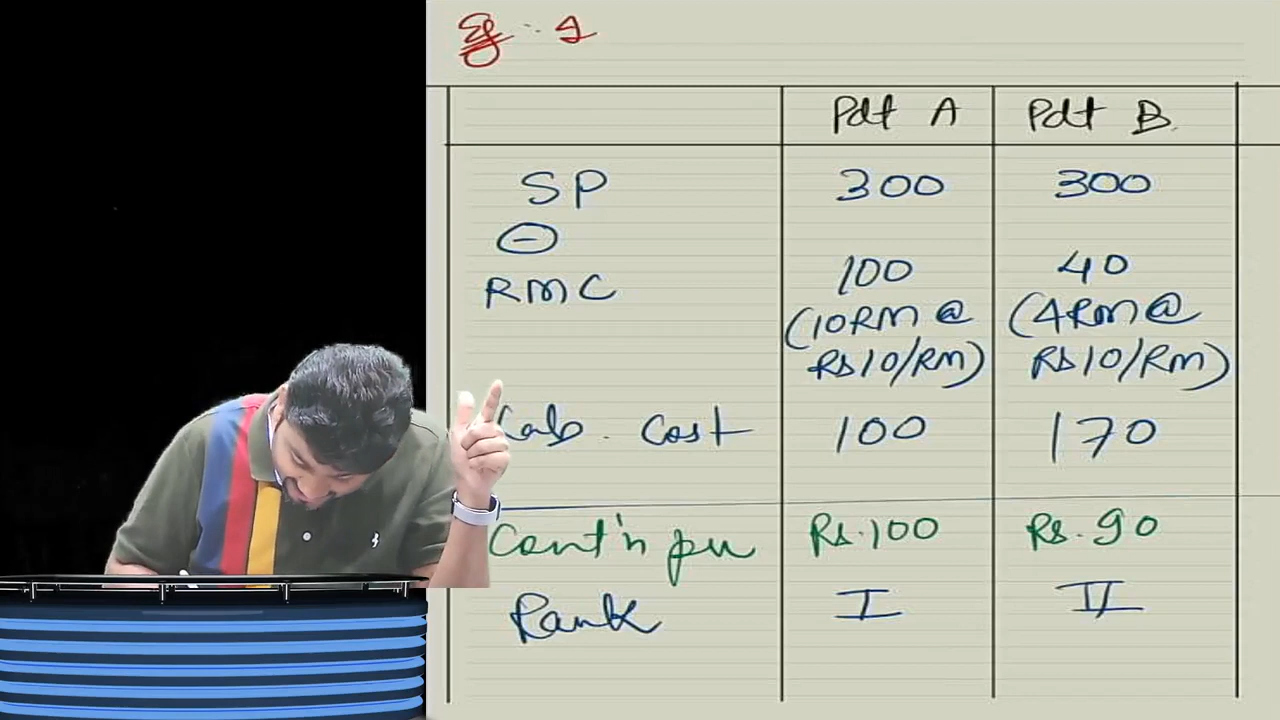 Eg : 1
Pdt A Pdt B.
SP 300 300
(-)
RMC 100 40
(10RM @ (4RM @
Rs10/RM) Rs10/RM)
Lab. Cost 100 170
Cont'n pu Rs.100 Rs.90
Rank I II